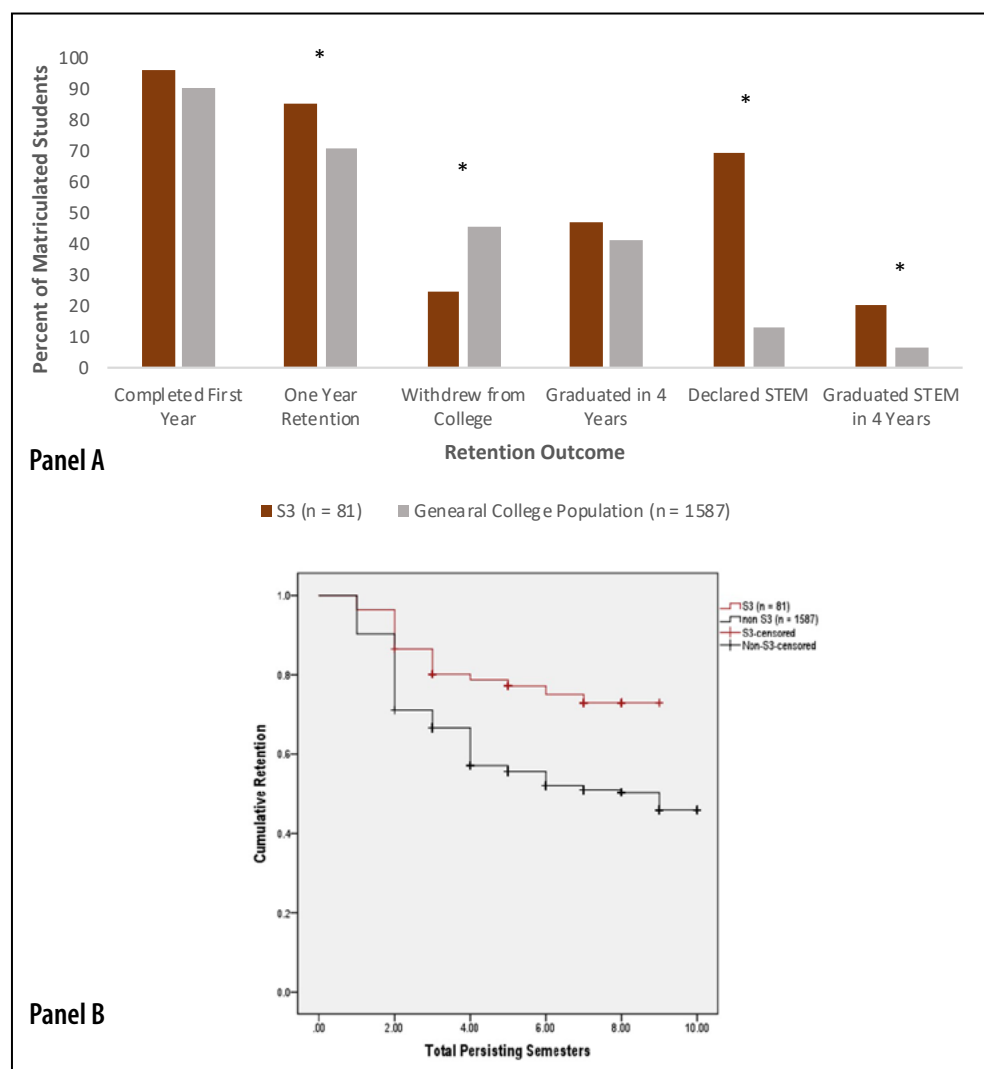 Percent of Matriculated Students
100
90
80
70
60
50
40
30
20
10
0
*
*
*
*
Completed First
Year
One Year
Retention
Withdrew from
College
Graduated in 4
Years
Declared STEM
Graduated STEM
in 4 Years
Panel A
Retention Outcome
S3 (n = 81)
Genearal College Population (n = 1587)
Cumulative Retention
1.0
0.8
0.6
0.4
0.2
0.0
S3 (n = 81)
non S3 (n = 1587)
S3-censored
Non-S3-censored
.00
2.00
4.00
6.00
8.00
10.00
Total Persisting Semesters
Panel B